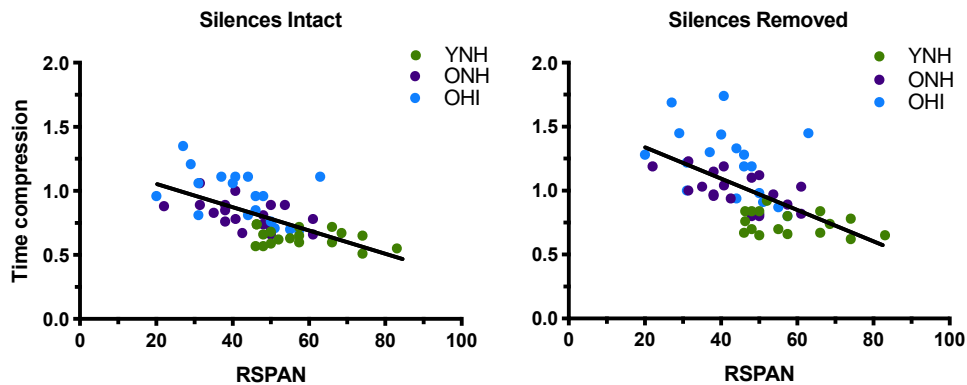 Silences Intact
YNH
ONH
OHI
Time compression
2.0
1.5
1.0
0.5
0.0
0 20 40 60 80 100
RSPAN
Silences Removed
YNH
ONH
OHI
2.0
1.5
1.0
0.5
0.0
0 20 40 60 80 100
RSPAN